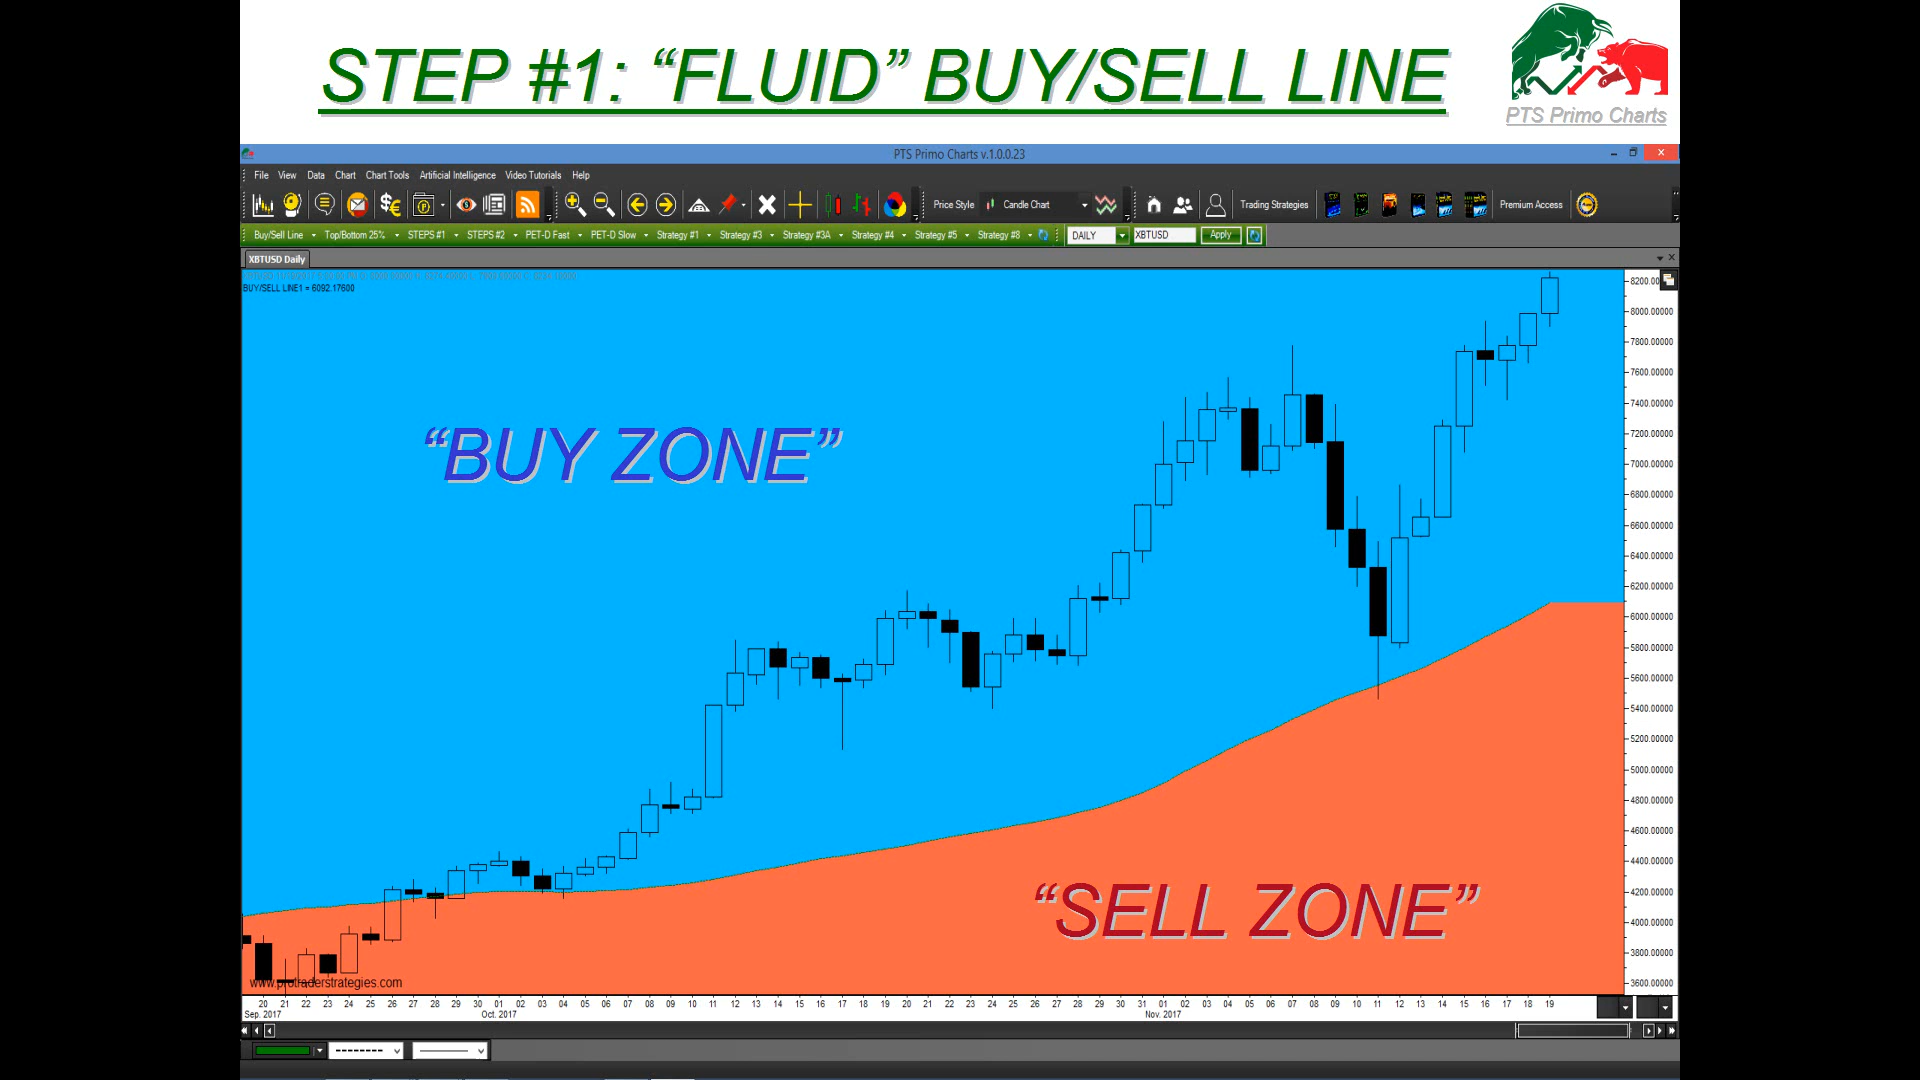 STEP #1: “FLUID” BUY/SELL LINE
PTS Primo Charts
PTS Primo Charts v.1.0.0.23
File View Data Chart Chart Tools Artificial Intelligence Video Tutorials Help
Price Style Candle Chart Trading Strategies Premium Access
Buy/Sell Line Top/Bottom 25% STEPS #1 STEPS #2 PET-D Fast PET-D Slow Strategy #1 Strategy #3 Strategy #3A Strategy #4 Strategy #5 Strategy #8 DAILY XBTUSD Apply
XBTUSD Daily
BUY/SELL LINE1 = 6092.17600
8200.00
8000.00000
7800.00000
7600.00000
7400.00000
“BUY ZONE”
7200.00000
7000.00000
6800.00000
6600.00000
6400.00000
6200.00000
6000.00000
5800.00000
5600.00000
5400.00000
5200.00000
5000.00000
4800.00000
4600.00000
4400.00000
4200.00000
“SELL ZONE”
4000.00000
3800.00000
3600.00000
www.protraderstrategies.com
20 21 22 23 24 25 26 27 28 29 30 01 02 03 04 05 06 07 08 09 10 11 12 13 14 15 16 17 18 19 20 21 22 23 24 25 26 27 28 29 30 31 01 02 03 04 05 06 07 08 09 10 11 12 13 14 15 16 17 18 19
Sep. 2017 Oct. 2017 Nov. 2017